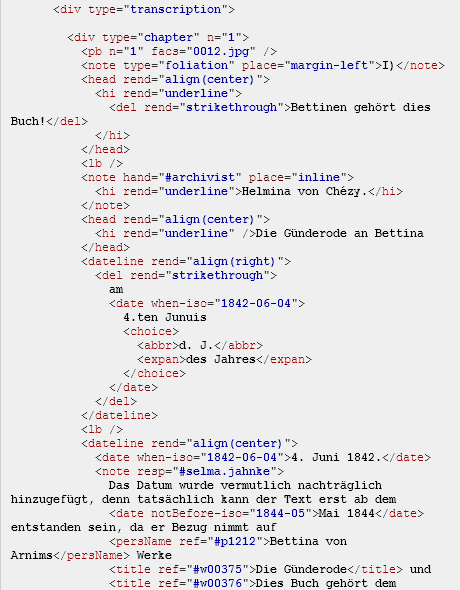 <div type="transcription">
<div type="chapter" n="1">
<pb n="1" facs="0012.jpg" />
<note type="foliation" place="margin-left">I)</note>
<head rend="align(center)">
<hi rend="underline">
<del rend="strikethrough">Bettinen gehört dies
Buch!</del>
</hi>
</head>
<lb />
<note hand="#archivist" place="inline">
<hi rend="underline">Helmina von Chézy.</hi>
</note>
<head rend="align(center)">
<hi rend="underline" />Die Günderode an Bettina
</head>
<dateline rend="align(right)">
<del rend="strikethrough">
am
<date when-iso="1842-06-04">
4.ten Junuis
<choice>
<abbr>d. J.</abbr>
<expan>des Jahres</expan>
</choice>
</date>
</del>
</dateline>
<lb />
<dateline rend="align(center)">
<date when-iso="1842-06-04">4. Juni 1842.</date>
<note resp="#selma.jahnke">
Das Datum wurde vermutlich nachträglich
hinzugefügt, denn tatsächlich kann der Text erst ab dem
<date notBefore-iso="1844-05">Mai 1844</date>
entstanden sein, da er Bezug nimmt auf
<persName ref="#p1212">Bettina von
Arnims</persName> Werke
<title ref="#w00375">Die Günderode</title> und
<title ref="#w00376">Dies Buch gehört dem